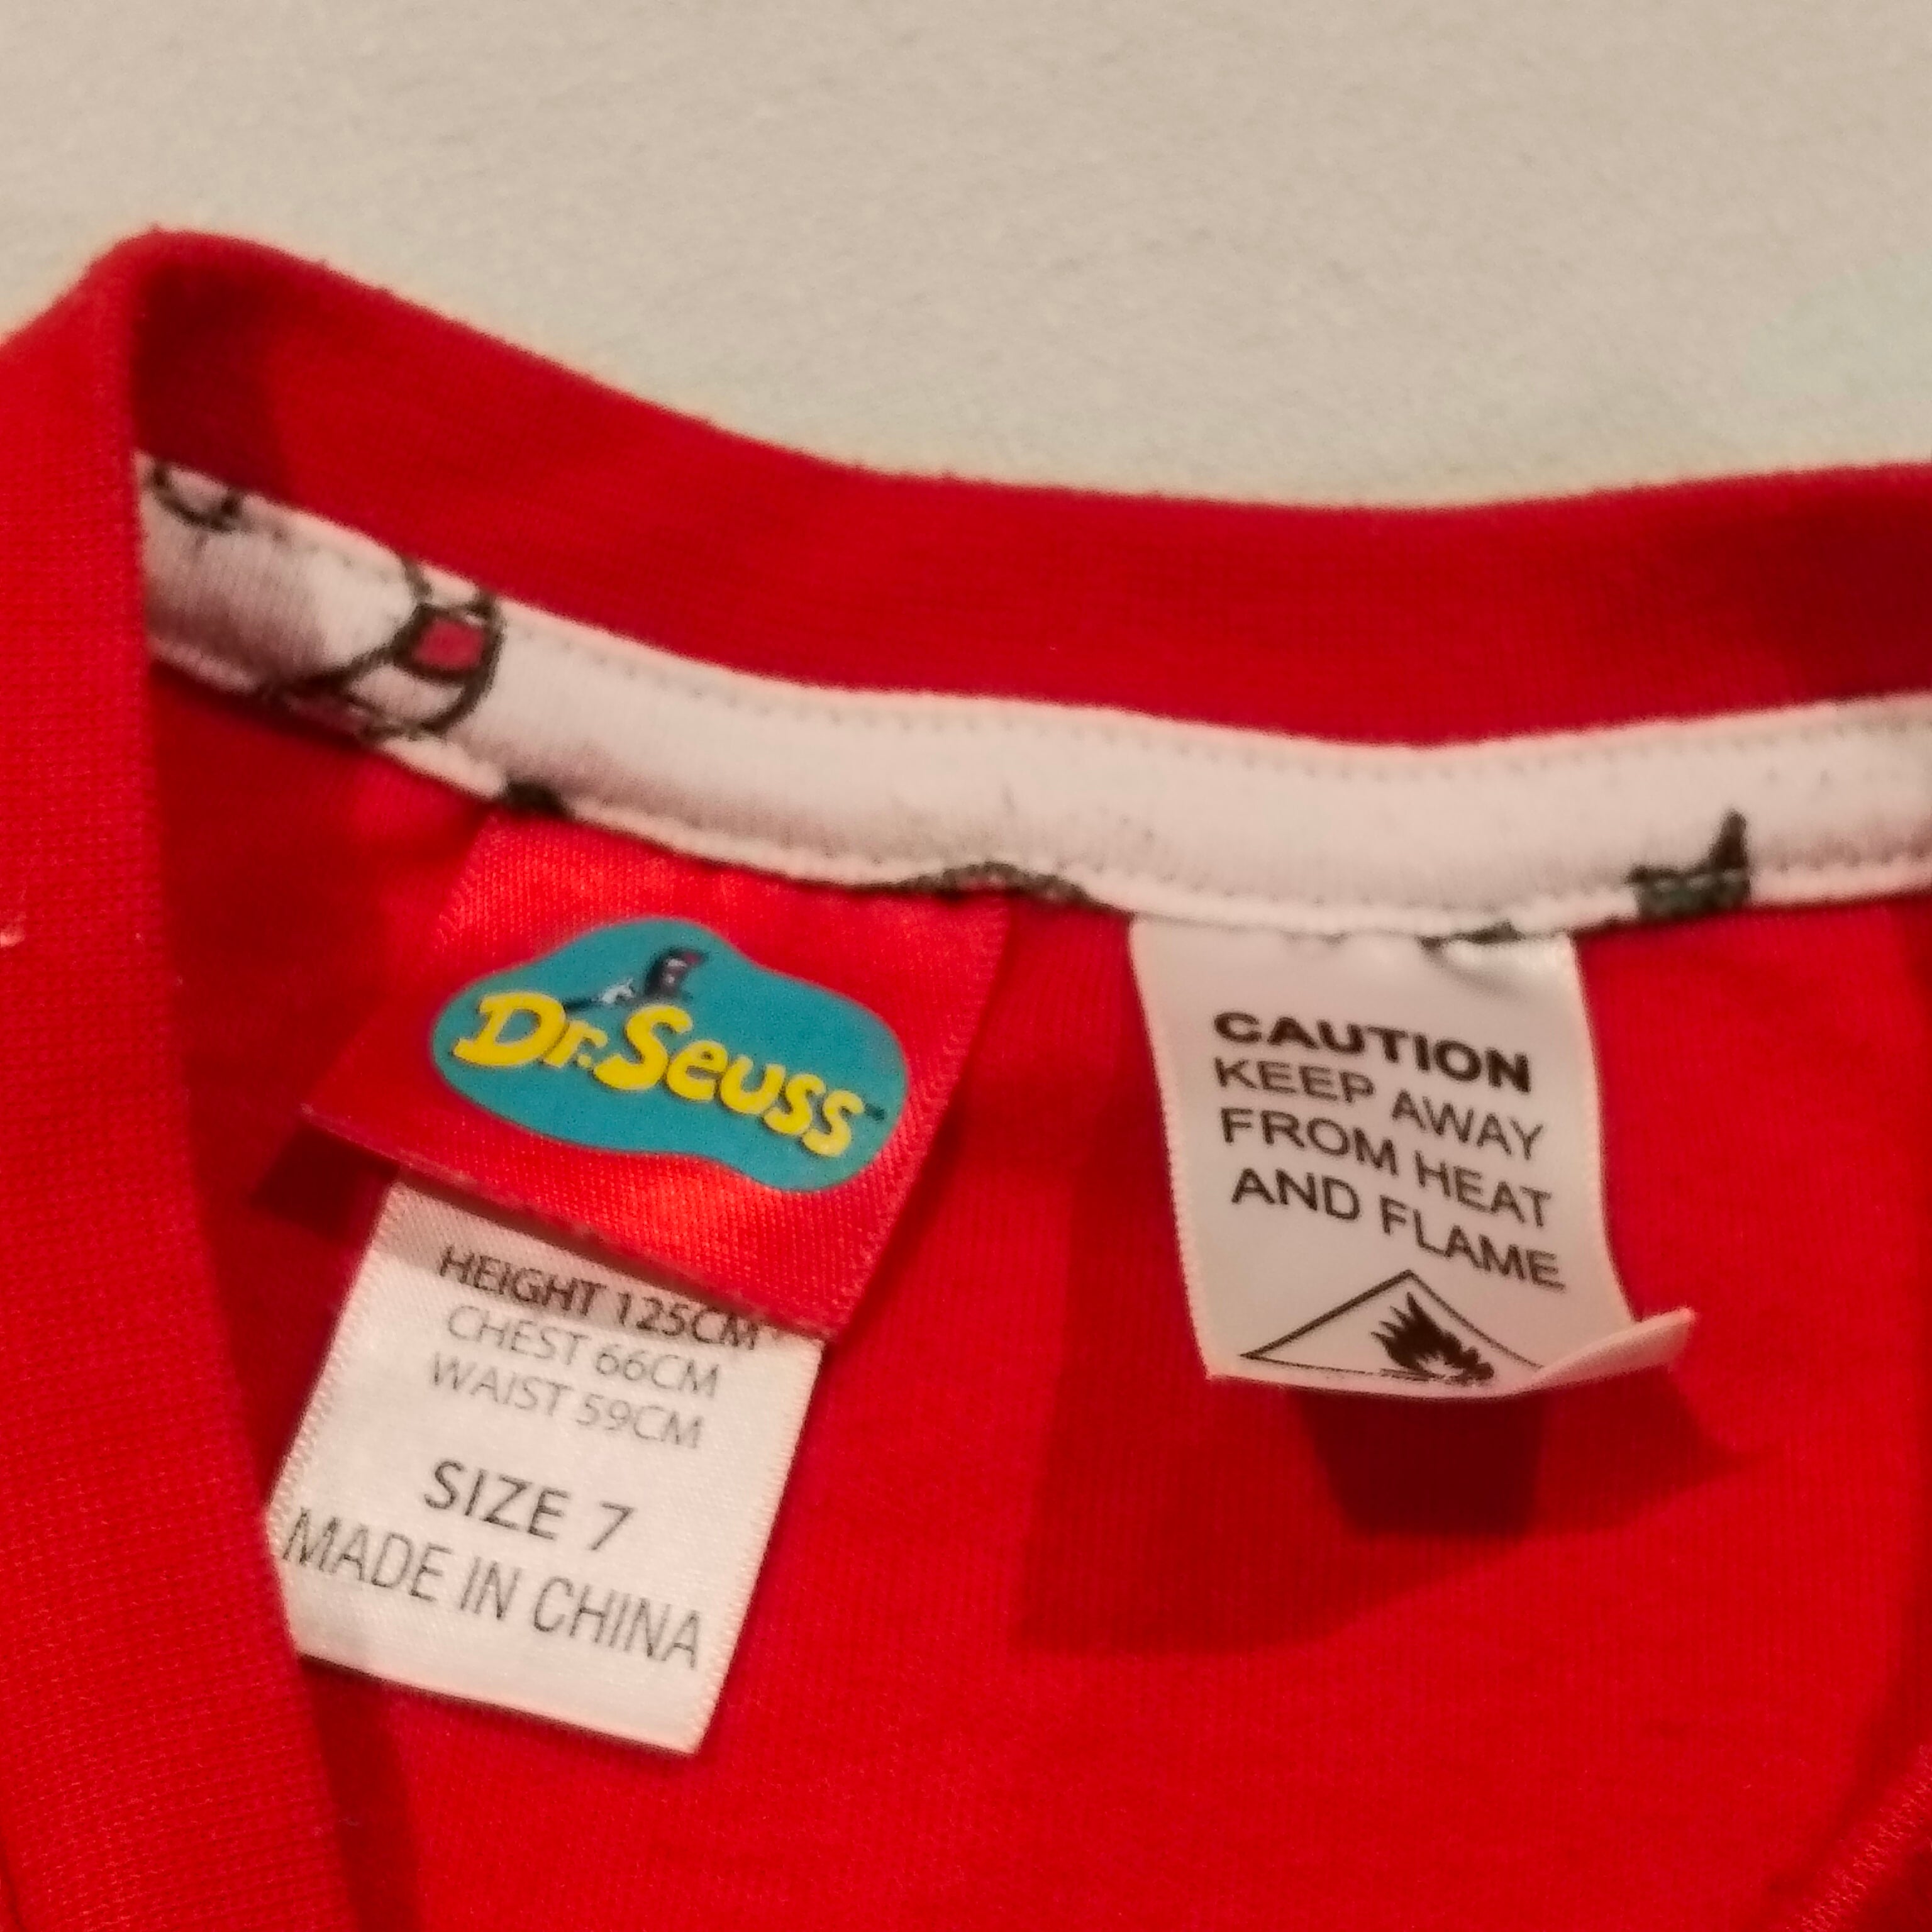 Dr. Seuss™
HEIGHT 125CM
CHEST 66CM
WAIST 59CM
SIZE 7
MADE IN CHINA
CAUTION
KEEP AWAY
FROM HEAT
AND FLAME